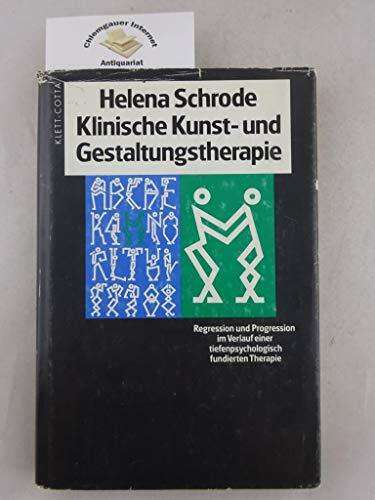 Chiemgauer Internet
Antiquariat
KLETT-COTTA
Helena Schrode
Klinische Kunst- und
Gestaltungstherapie
Regression und Progression
im Verlauf einer
tiefenpsychologisch
fundierten Therapie